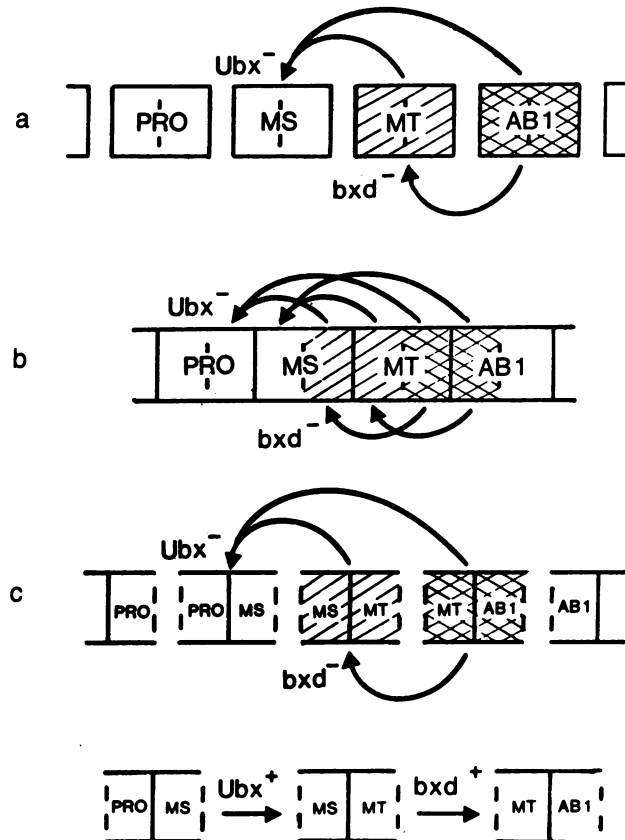 Ubx⁻
a PRO MS MT AB1
bxd⁻
Ubx⁻
b PRO MS MT AB1
bxd⁻
Ubx⁻
c PRO PRO MS MS MT MT AB1 AB1
bxd⁻
PRO MS Ubx⁺ MS MT bxd⁺ MT AB1